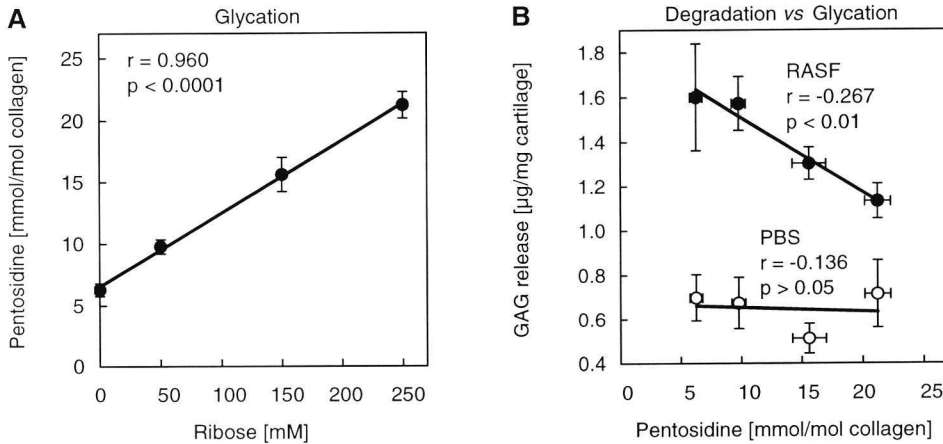 A
Glycation
r = 0.960
p < 0.0001
Pentosidine [mmol/mol collagen]
25
20
15
10
5
0
0 50 100 150 200 250
Ribose [mM]
B
Degradation vs Glycation
RASF
r = -0.267
p < 0.01
PBS
r = -0.136
p > 0.05
GAG release [µg/mg cartilage]
1.8
1.6
1.4
1.2
1.0
0.8
0.6
0.4
0 5 10 15 20 25
Pentosidine [mmol/mol collagen]